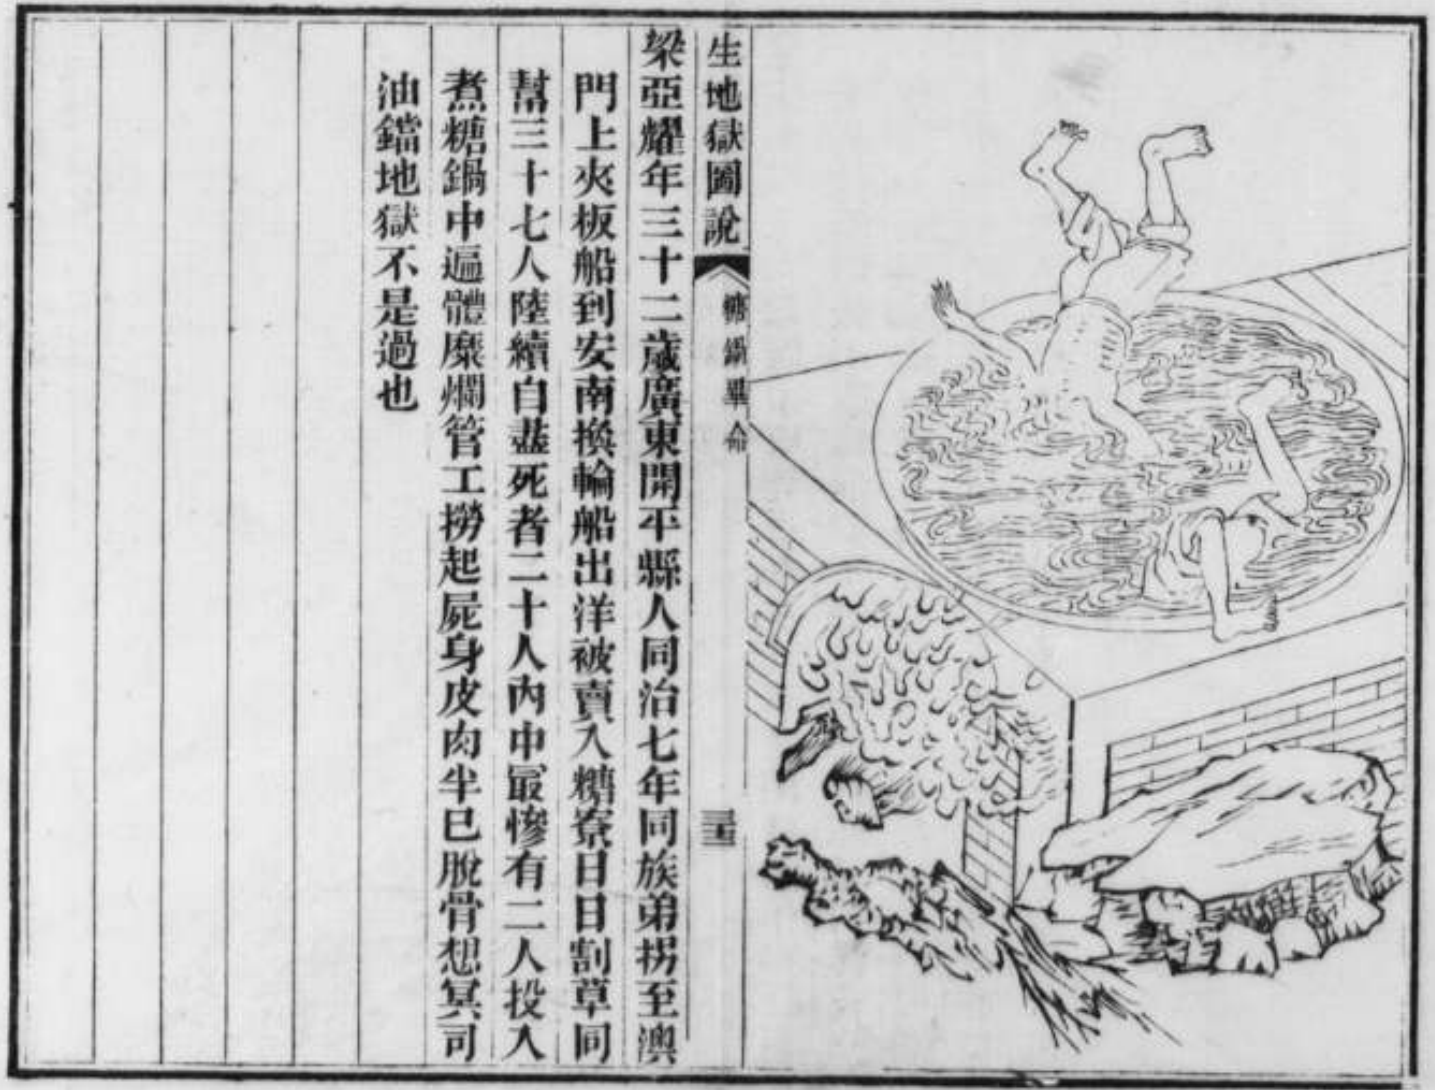 生地獄圖說
糖鍋畢命
三五
梁亞耀年三十二歲廣東開平縣人同治七年同族弟拐至澳
門上夾板船到安南換輪船出洋被賣入糖寮日日割草同
幫三十七人陸續自盡死者二十人內中最慘有二人投入
煮糖鍋中遍體糜爛管工撈起屍身皮肉半已脫骨想冥司
油鐺地獄不是過也